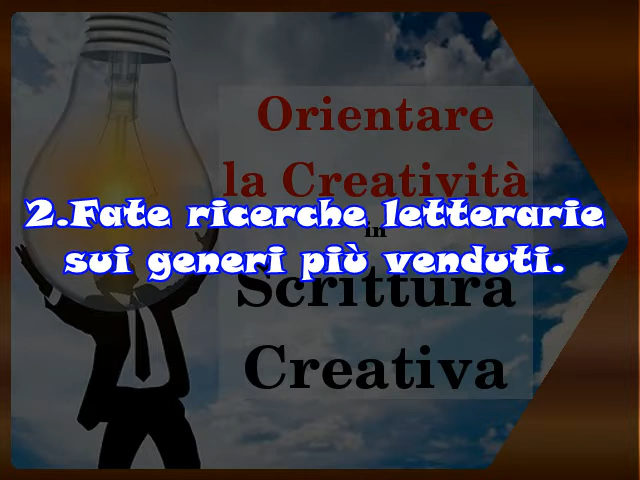 Orientare
la Creatività
2.Fate ricerche letterarie
in
sui generi più venduti.
Scrittura
Creativa